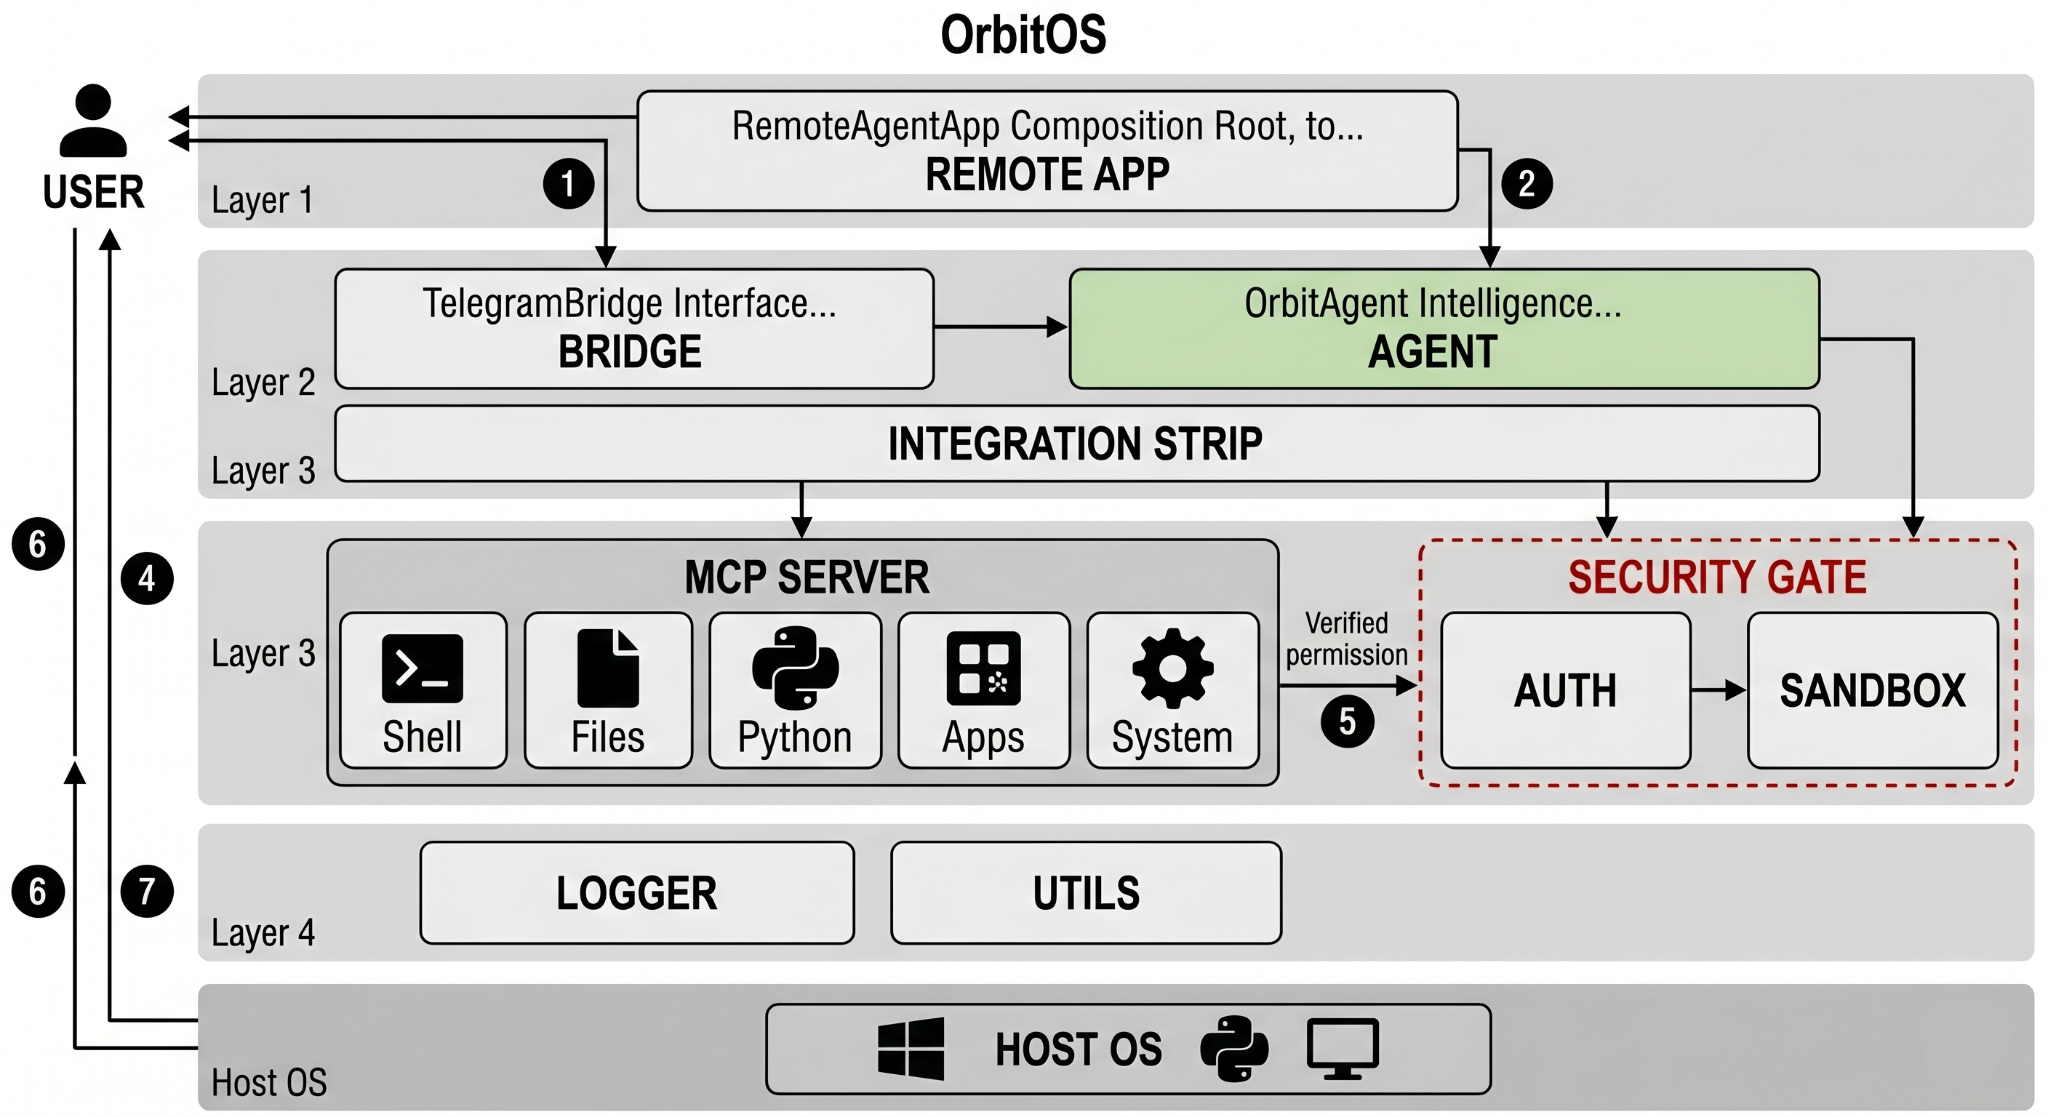 OrbitOS
USER
Layer 1
RemoteAgentApp Composition Root, to...
REMOTE APP
1
2
Layer 2
TelegramBridge Interface...
BRIDGE
OrbitAgent Intelligence...
AGENT
Layer 3
INTEGRATION STRIP
6
4
Layer 3
MCP SERVER
Shell
Files
Python
Apps
System
Verified
permission
5
SECURITY GATE
AUTH
SANDBOX
6
7
Layer 4
LOGGER
UTILS
Host OS
HOST OS